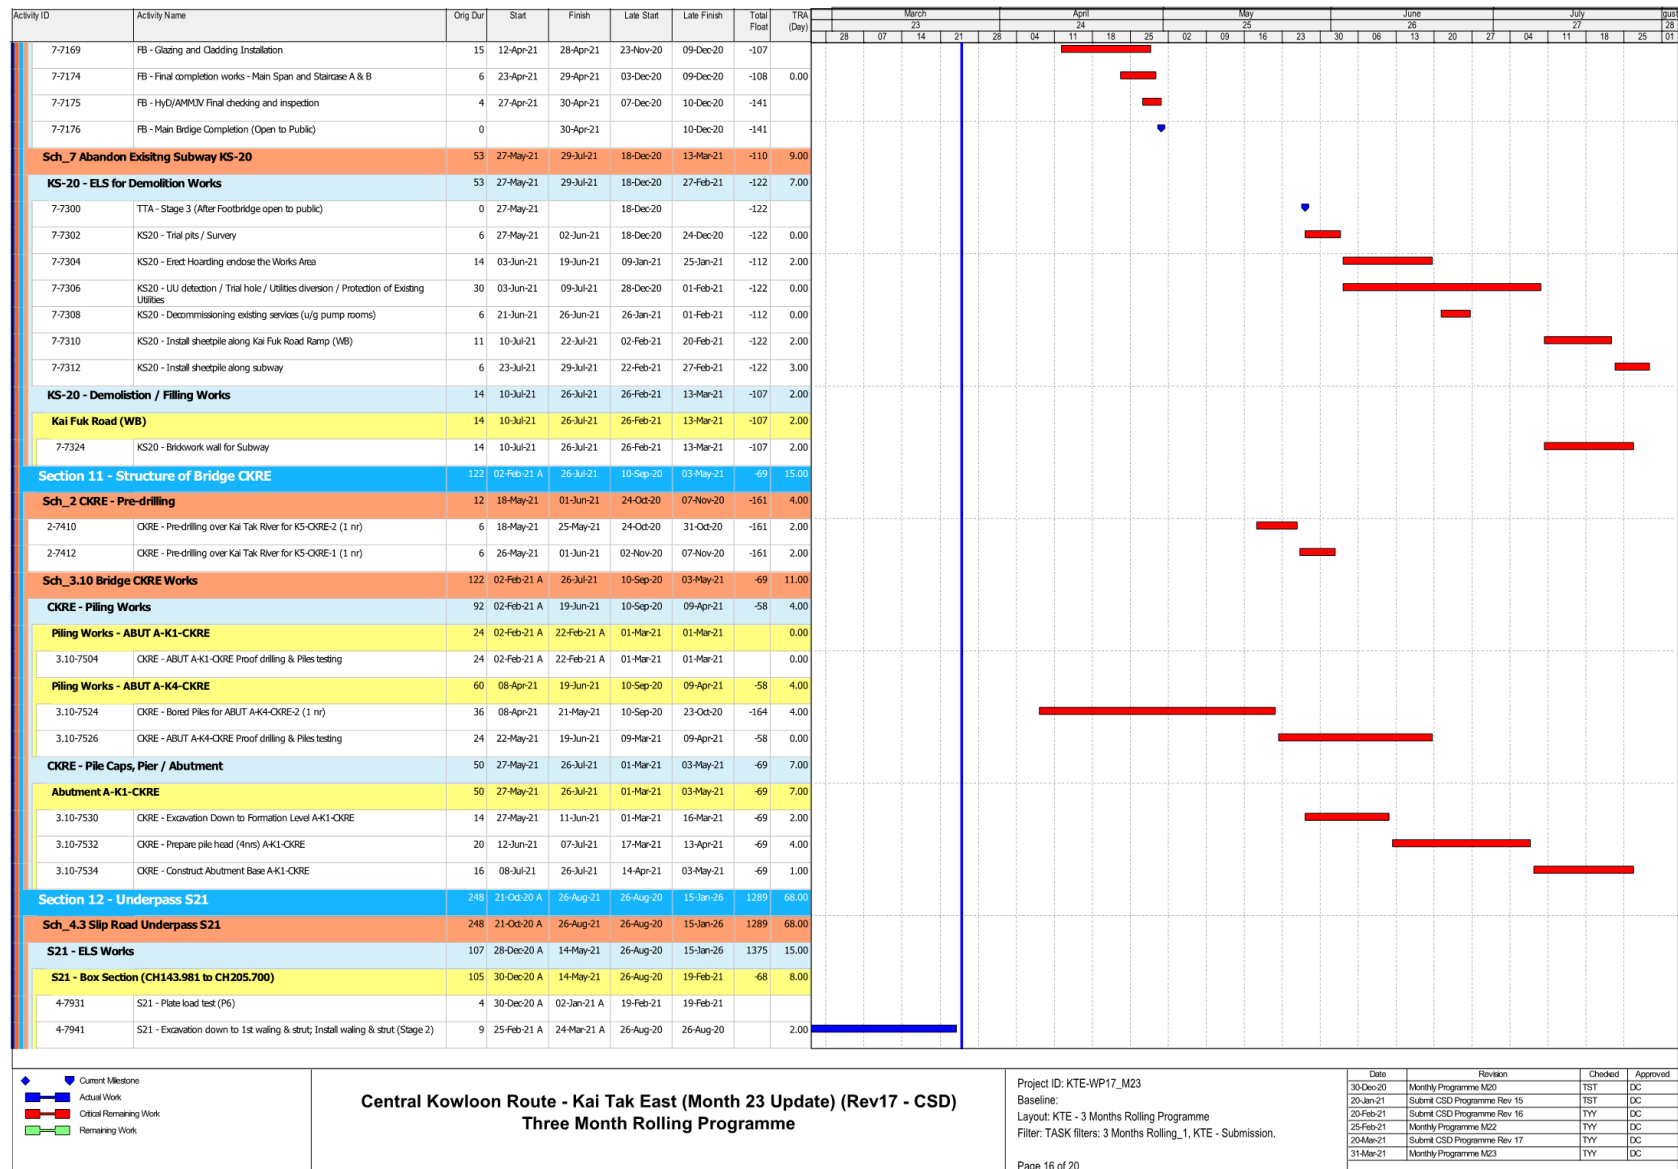 Activity ID Activity Name Orig Dur Start Finish Late Start Late Finish Total Float TRA (Day) March April May June July gust
23 24 25 26 27 28
28 07 14 21 28 04 11 18 25 02 09 16 23 30 06 13 20 27 04 11 18 25 01
7-7169 FB - Glazing and Cladding Installation 15 12-Apr-21 28-Apr-21 23-Nov-20 09-Dec-20 -107
7-7174 FB - Final completion works - Main Span and Staircase A & B 6 23-Apr-21 29-Apr-21 03-Dec-20 09-Dec-20 -108 0.00
7-7175 FB - HyD/AMMJV Final checking and inspection 4 27-Apr-21 30-Apr-21 07-Dec-20 10-Dec-20 -141
7-7176 FB - Main Brdige Completion (Open to Public) 0 30-Apr-21 10-Dec-20 -141
Sch_7 Abandon Exisitng Subway KS-20 53 27-May-21 29-Jul-21 18-Dec-20 13-Mar-21 -110 9.00
KS-20 - ELS for Demolition Works 53 27-May-21 29-Jul-21 18-Dec-20 27-Feb-21 -122 7.00
7-7300 TTA - Stage 3 (After Footbridge open to public) 0 27-May-21 18-Dec-20 -122
7-7302 KS20 - Trial pits / Survery 6 27-May-21 02-Jun-21 18-Dec-20 24-Dec-20 -122 0.00
7-7304 KS20 - Erect Hoarding endose the Works Area 14 03-Jun-21 19-Jun-21 09-Jan-21 25-Jan-21 -112 2.00
7-7306 KS20 - UU detection / Trial hole / Utilities diversion / Protection of Existing 30 03-Jun-21 09-Jul-21 28-Dec-20 01-Feb-21 -122 0.00
Utilities
7-7308 KS20 - Decommissioning existing services (u/g pump rooms) 6 21-Jun-21 26-Jun-21 26-Jan-21 01-Feb-21 -112 0.00
7-7310 KS20 - Install sheetpile along Kai Fuk Road Ramp (WB) 11 10-Jul-21 22-Jul-21 02-Feb-21 20-Feb-21 -122 2.00
7-7312 KS20 - Install sheetpile along subway 6 23-Jul-21 29-Jul-21 22-Feb-21 27-Feb-21 -122 3.00
KS-20 - Demolistion / Filling Works 14 10-Jul-21 26-Jul-21 26-Feb-21 13-Mar-21 -107 2.00
Kai Fuk Road (WB) 14 10-Jul-21 26-Jul-21 26-Feb-21 13-Mar-21 -107 2.00
7-7324 KS20 - Brickwork wall for Subway 14 10-Jul-21 26-Jul-21 26-Feb-21 13-Mar-21 -107 2.00
Section 11 - Structure of Bridge CKRE 122 02-Feb-21 A 26-Jul-21 10-Sep-20 03-May-21 -69 15.00
Sch_2 CKRE - Pre-drilling 12 18-May-21 01-Jun-21 24-Oct-20 07-Nov-20 -161 4.00
2-7410 CKRE - Pre-drilling over Kai Tak River for K5-CKRE-2 (1 nr) 6 18-May-21 25-May-21 24-Oct-20 31-Oct-20 -161 2.00
2-7412 CKRE - Pre-drilling over Kai Tak River for K5-CKRE-1 (1 nr) 6 26-May-21 01-Jun-21 02-Nov-20 07-Nov-20 -161 2.00
Sch_3.10 Bridge CKRE Works 122 02-Feb-21 A 26-Jul-21 10-Sep-20 03-May-21 -69 11.00
CKRE - Piling Works 92 02-Feb-21 A 19-Jun-21 10-Sep-20 09-Apr-21 -58 4.00
Piling Works - ABUT A-K1-CKRE 24 02-Feb-21 A 22-Feb-21 A 01-Mar-21 01-Mar-21 0.00
3.10-7504 CKRE - ABUT A-K1-CKRE Proof drilling & Piles testing 24 02-Feb-21 A 22-Feb-21 A 01-Mar-21 01-Mar-21 0.00
Piling Works - ABUT A-K4-CKRE 60 08-Apr-21 19-Jun-21 10-Sep-20 09-Apr-21 -58 4.00
3.10-7524 CKRE - Bored Piles for ABUT A-K4-CKRE-2 (1 nr) 36 08-Apr-21 21-May-21 10-Sep-20 23-Oct-20 -164 4.00
3.10-7526 CKRE - ABUT A-K4-CKRE Proof drilling & Piles testing 24 22-May-21 19-Jun-21 09-Mar-21 09-Apr-21 -58 0.00
CKRE - Pile Caps, Pier / Abutment 50 27-May-21 26-Jul-21 01-Mar-21 03-May-21 -69 7.00
Abutment A-K1-CKRE 50 27-May-21 26-Jul-21 01-Mar-21 03-May-21 -69 7.00
3.10-7530 CKRE - Excavation Down to Formation Level A-K1-CKRE 14 27-May-21 11-Jun-21 01-Mar-21 16-Mar-21 -69 2.00
3.10-7532 CKRE - Prepare pile head (4nrs) A-K1-CKRE 20 12-Jun-21 07-Jul-21 17-Mar-21 13-Apr-21 -69 4.00
3.10-7534 CKRE - Construct Abutment Base A-K1-CKRE 16 08-Jul-21 26-Jul-21 14-Apr-21 03-May-21 -69 1.00
Section 12 - Underpass S21 248 21-Oct-20 A 26-Aug-21 26-Aug-20 15-Jan-26 1289 68.00
Sch_4.3 Slip Road Underpass S21 248 21-Oct-20 A 26-Aug-21 26-Aug-20 15-Jan-26 1289 68.00
S21 - ELS Works 107 28-Dec-20 A 14-May-21 26-Aug-20 15-Jan-26 1375 15.00
S21 - Box Section (CH143.981 to CH205.700) 105 30-Dec-20 A 14-May-21 26-Aug-20 19-Feb-21 -68 8.00
4-7931 S21 - Plate load test (P6) 4 30-Dec-20 A 02-Jan-21 A 19-Feb-21 19-Feb-21
4-7941 S21 - Excavation down to 1st waling & strut; Install waling & strut (Stage 2) 9 25-Feb-21 A 24-Mar-21 A 26-Aug-20 26-Aug-20 2.00
Current Milestone
Actual Work
Critical Remaining Work
Remaining Work
Central Kowloon Route - Kai Tak East (Month 23 Update) (Rev17 - CSD)
Three Month Rolling Programme
Project ID: KTE-WP17_M23
Baseline:
Layout: KTE - 3 Months Rolling Programme
Filter: TASK filters: 3 Months Rolling_1, KTE - Submission.
Page 16 of 20
Date Revision Checked Approved
30-Dec-20 Monthly Programme M20 TST DC
20-Jan-21 Submit CSD Programme Rev 15 TST DC
20-Feb-21 Submit CSD Programme Rev 16 TYY DC
25-Feb-21 Monthly Programme M22 TYY DC
20-Mar-21 Submit CSD Programme Rev 17 TYY DC
31-Mar-21 Monthly Programme M23 TYY DC